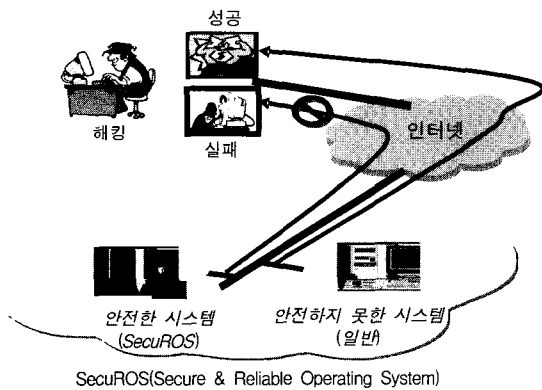 성공
해킹
실패
인터넷
안전한 시스템
(SecuROS)
안전하지 못한 시스템
(일반)
SecuROS(Secure & Reliable Operating System)